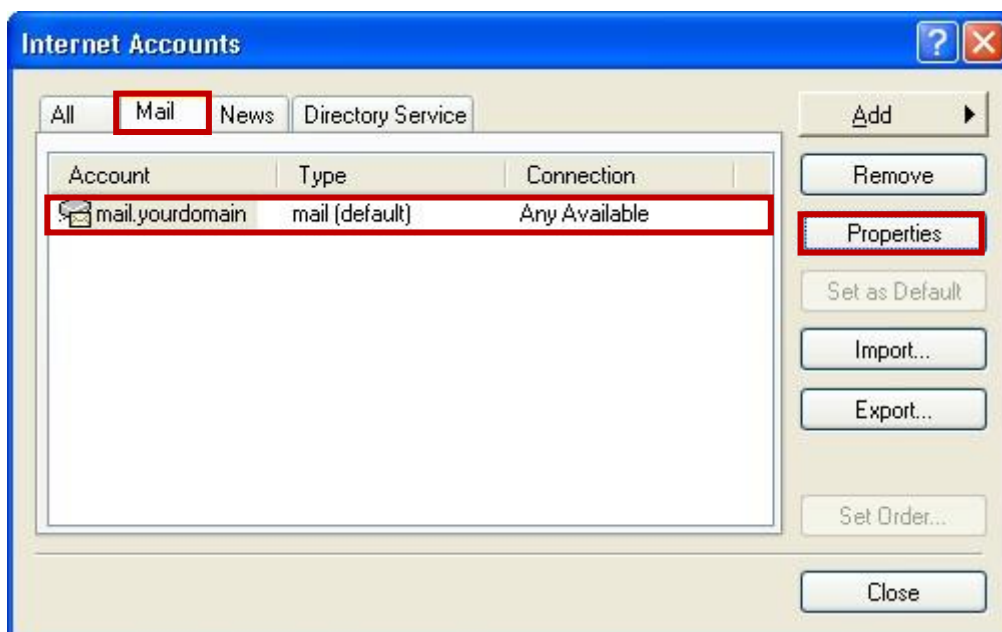 Internet Accounts
All Mail News Directory Service
Add
Account Type Connection
Remove
mail.yourdomain mail (default) Any Available
Properties
Set as Default
Import...
Export...
Set Order...
Close